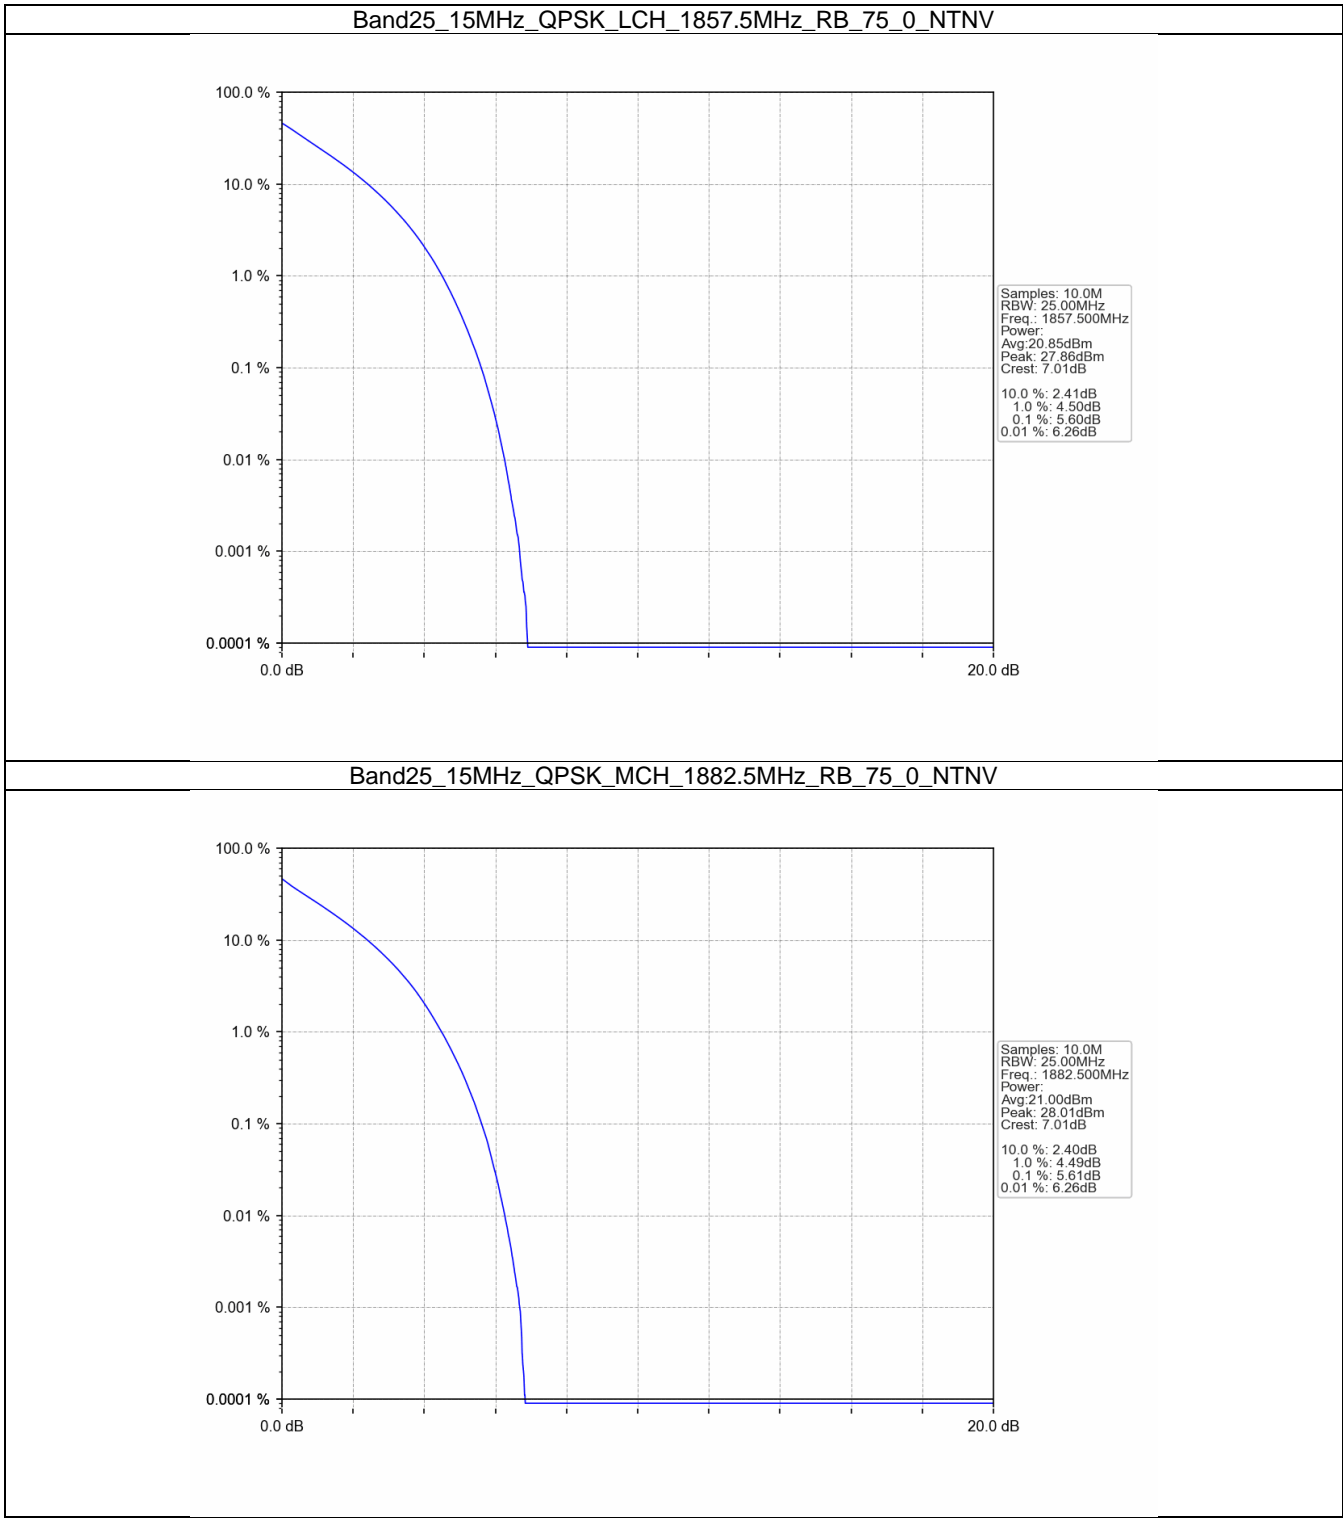 Band25_15MHz_QPSK_LCH_1857.5MHz_RB_75_0_NTNV
100.0 %
10.0 %
1.0 %
0.1 %
0.01 %
0.001 %
0.0001 %
0.0 dB
20.0 dB
Samples: 10.0M
RBW: 25.00MHz
Freq.: 1857.500MHz
Power:
Avg:20.85dBm
Peak: 27.86dBm
Crest: 7.01dB
10.0 %: 2.41dB
1.0 %: 4.50dB
0.1 %: 5.60dB
0.01 %: 6.26dB
Band25_15MHz_QPSK_MCH_1882.5MHz_RB_75_0_NTNV
100.0 %
10.0 %
1.0 %
0.1 %
0.01 %
0.001 %
0.0001 %
0.0 dB
20.0 dB
Samples: 10.0M
RBW: 25.00MHz
Freq.: 1882.500MHz
Power:
Avg:21.00dBm
Peak: 28.01dBm
Crest: 7.01dB
10.0 %: 2.40dB
1.0 %: 4.49dB
0.1 %: 5.61dB
0.01 %: 6.26dB